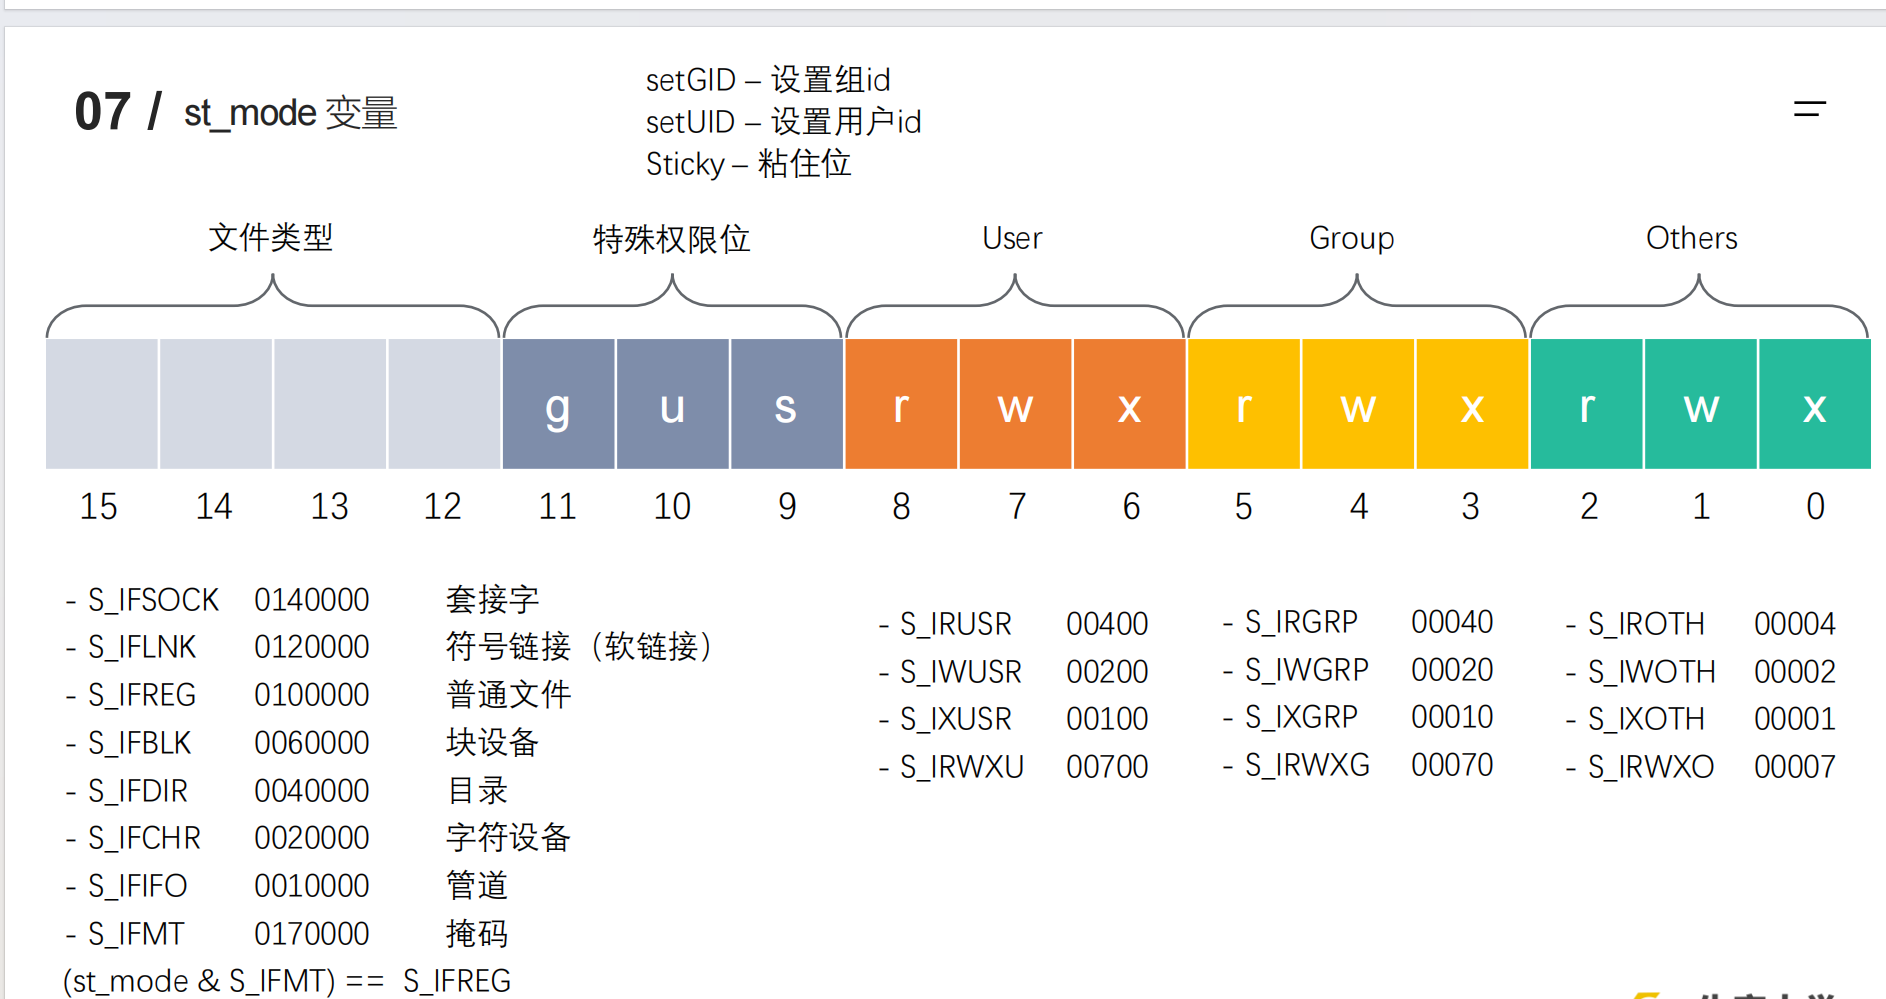 07 / st_mode 变量
setGID – 设置组id
setUID – 设置用户id
Sticky – 粘住位
文件类型 特殊权限位 User Group Others
g u s r w x r w x r w x
15 14 13 12 11 10 9 8 7 6 5 4 3 2 1 0
- S_IFSOCK 0140000 套接字
- S_IFLNK 0120000 符号链接（软链接）
- S_IFREG 0100000 普通文件
- S_IFBLK 0060000 块设备
- S_IFDIR 0040000 目录
- S_IFCHR 0020000 字符设备
- S_IFIFO 0010000 管道
- S_IFMT 0170000 掩码
(st_mode & S_IFMT) == S_IFREG
- S_IRUSR 00400
- S_IWUSR 00200
- S_IXUSR 00100
- S_IRWXU 00700
- S_IRGRP 00040
- S_IWGRP 00020
- S_IXGRP 00010
- S_IRWXG 00070
- S_IROTH 00004
- S_IWOTH 00002
- S_IXOTH 00001
- S_IRWXO 00007